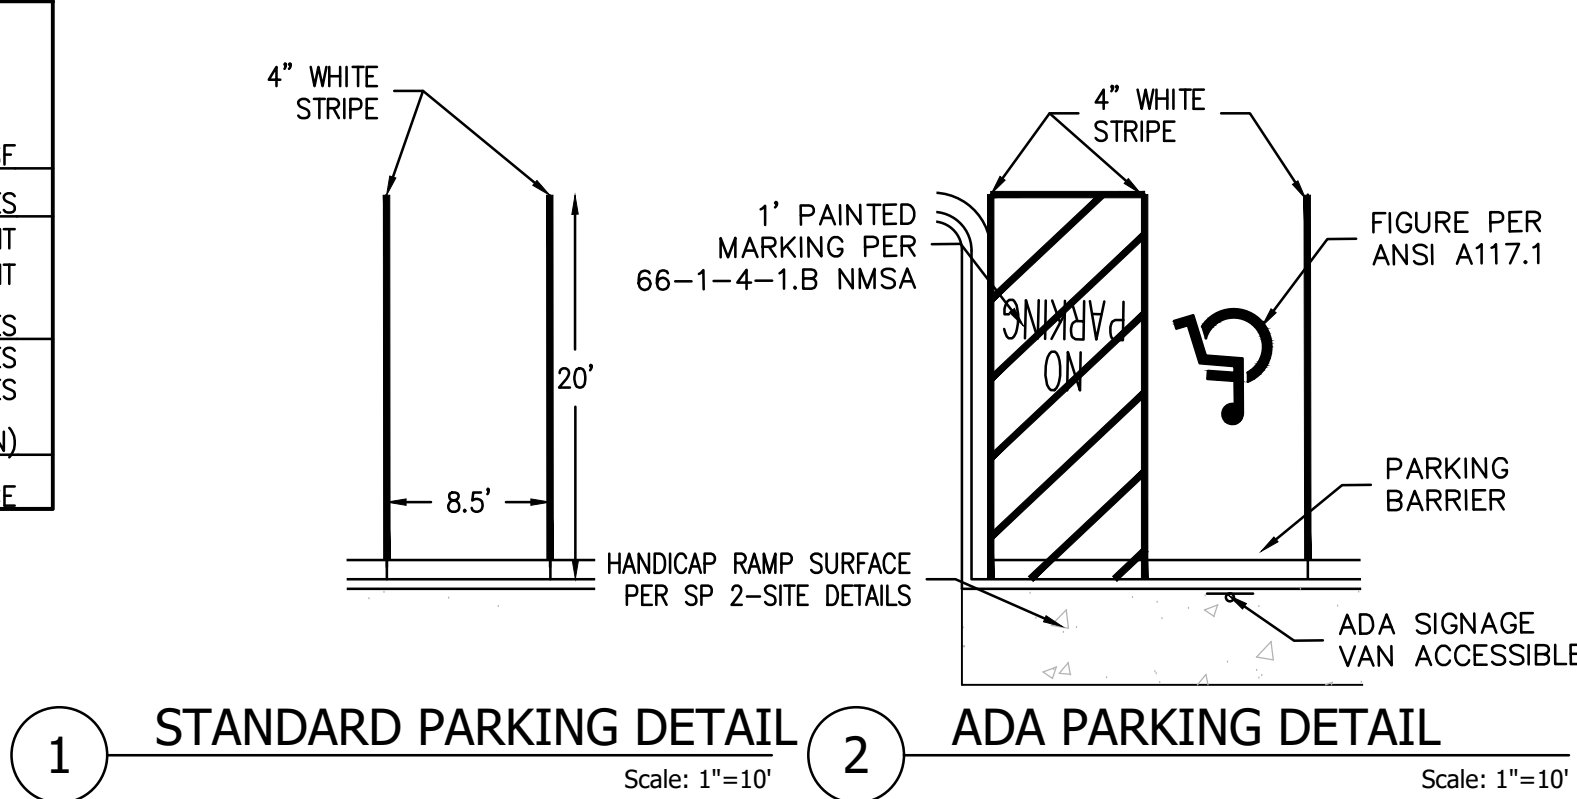 4" WHITE
STRIPE
20'
8.5'
4" WHITE
STRIPE
1' PAINTED
MARKING PER
66-1-4-1.B NMSA
FIGURE PER
ANSI A117.1
NO
PARKING
PARKING
BARRIER
HANDICAP RAMP SURFACE
PER SP 2-SITE DETAILS
ADA SIGNAGE
VAN ACCESSIBLE
1
STANDARD PARKING DETAIL
Scale: 1"=10'
2
ADA PARKING DETAIL
Scale: 1"=10'